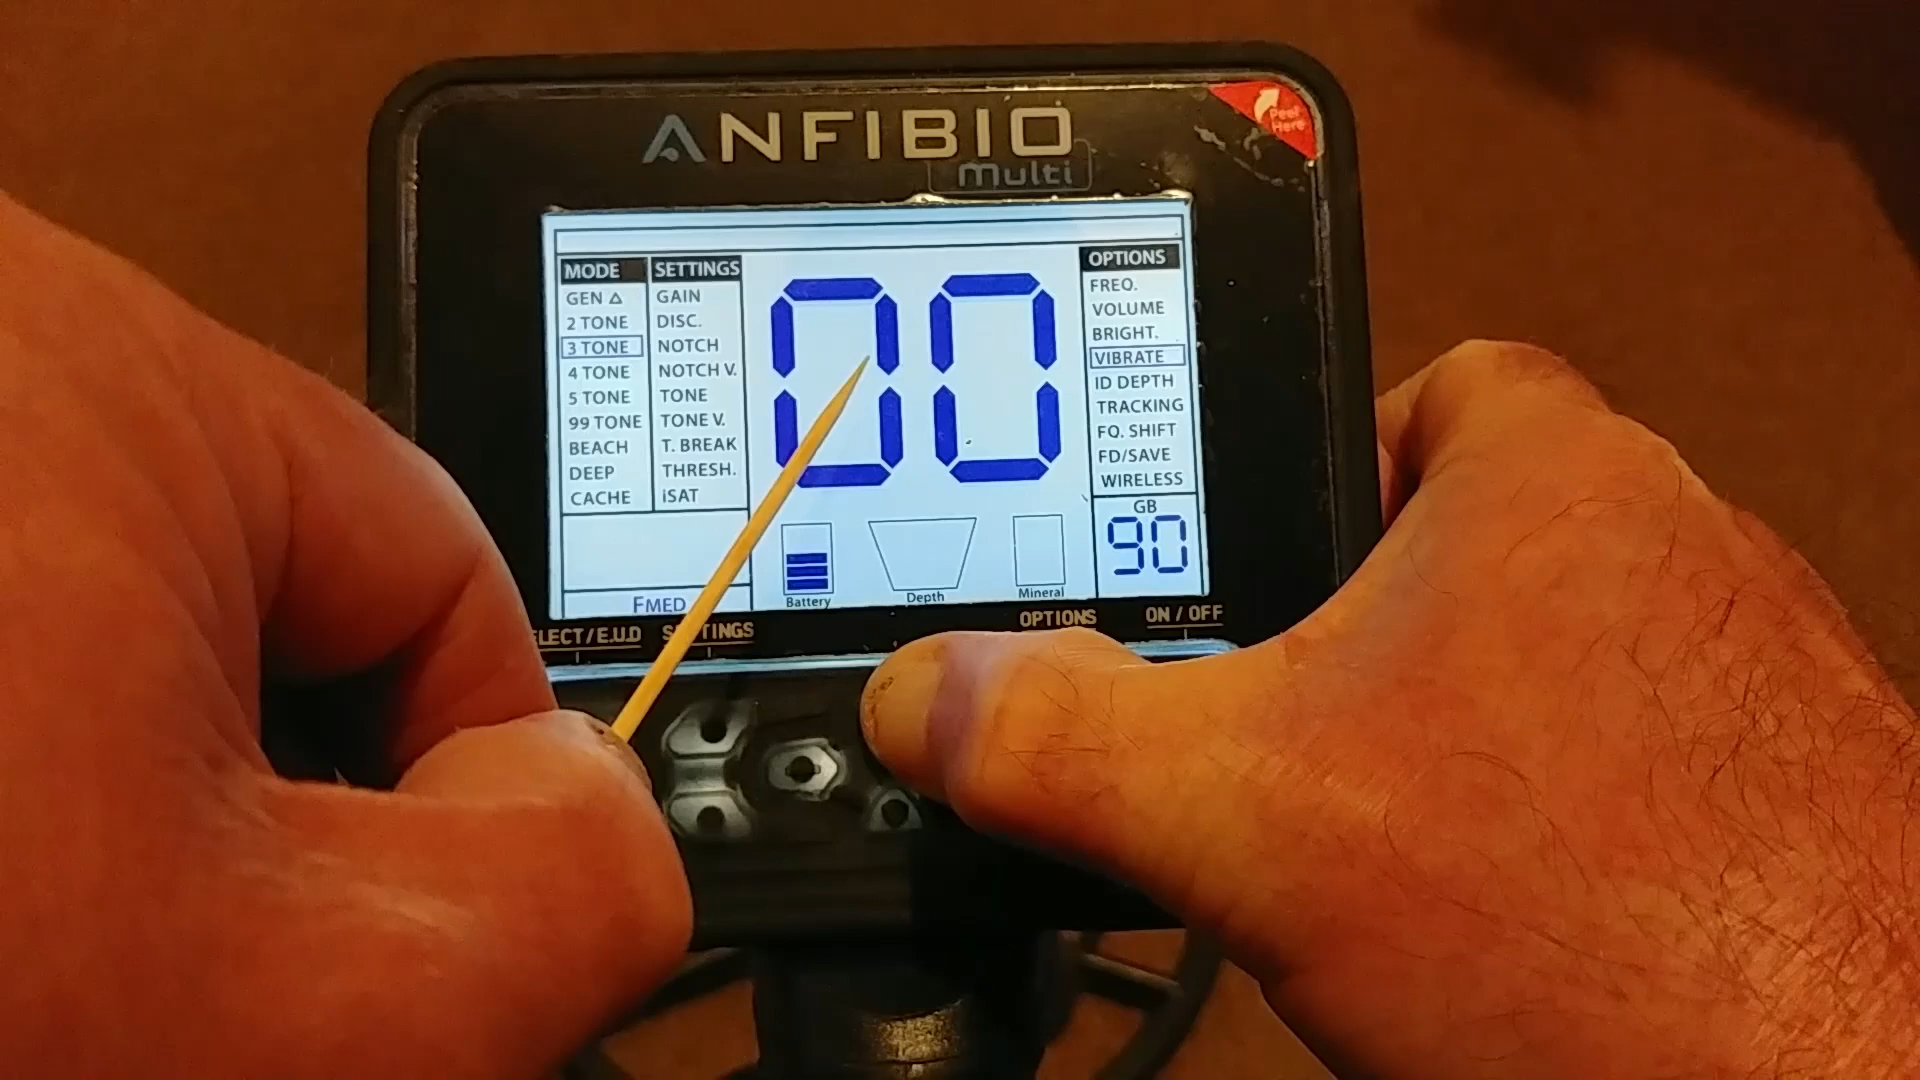 ANFIBIO
Multi
Peel
Here
MODE
GEN △
2 TONE
3 TONE
4 TONE
5 TONE
99 TONE
BEACH
DEEP
CACHE
SETTINGS
GAIN
DISC.
NOTCH
NOTCH V.
TONE
TONE V.
T. BREAK
THRESH.
iSAT
00
OPTIONS
FREQ.
VOLUME
BRIGHT.
VIBRATE
ID DEPTH
TRACKING
FQ. SHIFT
FD/SAVE
WIRELESS
GB
90
FMED
Battery
Depth
Mineral
LECT/E.U.D
OPTIONS
ON / OFF